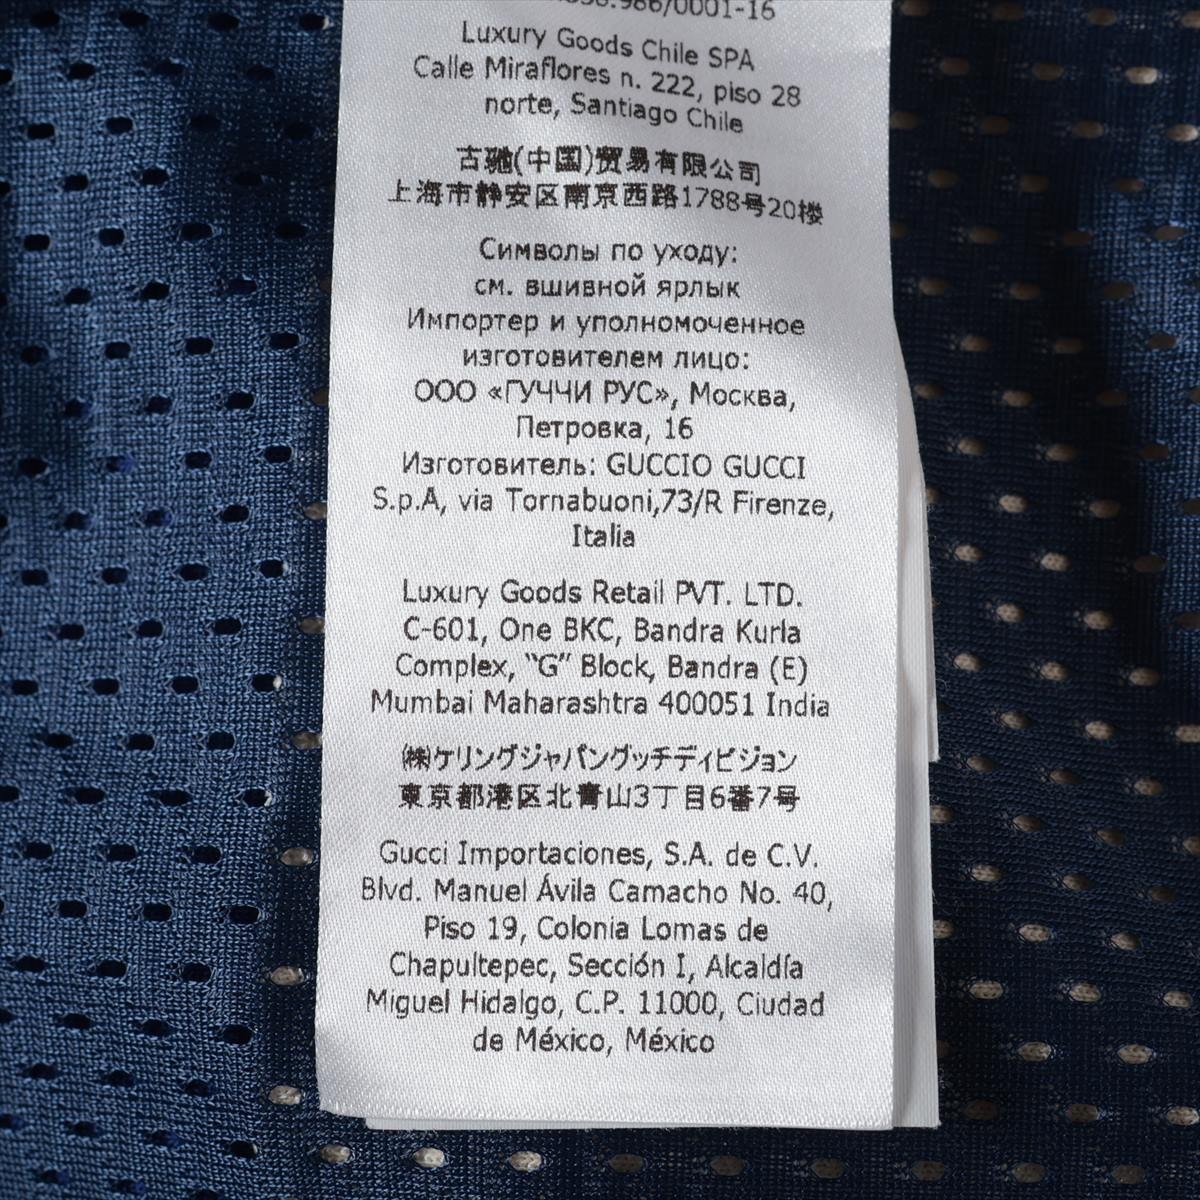 986/0001-16
Luxury Goods Chile SPA
Calle Miraflores n. 222, piso 28
norte, Santiago Chile
古驰(中国)贸易有限公司
上海市静安区南京西路1788号20楼
Символы по уходу:
см. вшивной ярлык
Импортер и уполномоченное
изготовителем лицо:
ООО «ГУЧЧИ РУС», Москва,
Петровка, 16
Изготовитель: GUCCIO GUCCI
S.p.A, via Tornabuoni,73/R Firenze,
Italia
Luxury Goods Retail PVT. LTD.
C-601, One BKC, Bandra Kurla
Complex, "G" Block, Bandra (E)
Mumbai Maharashtra 400051 India
㈱ケリングジャパングッチディビジョン
東京都港区北青山3丁目6番7号
Gucci Importaciones, S.A. de C.V.
Blvd. Manuel Ávila Camacho No. 40,
Piso 19, Colonia Lomas de
Chapultepec, Sección I, Alcaldía
Miguel Hidalgo, C.P. 11000, Ciudad
de México, México